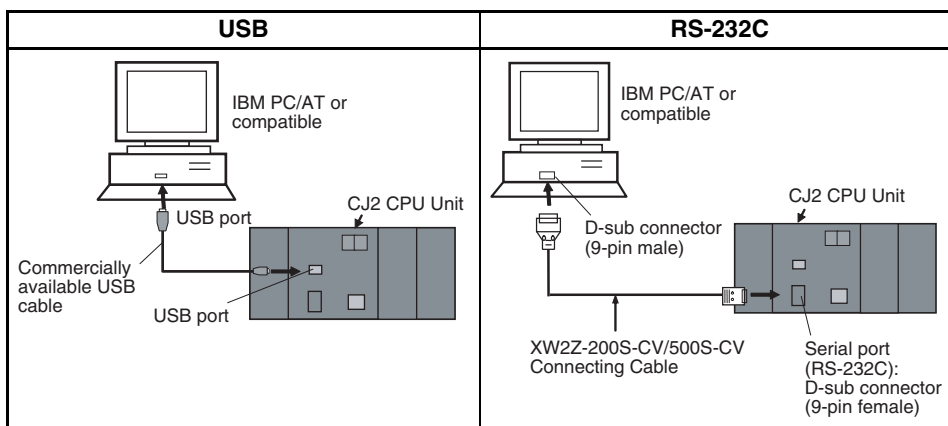 USB
RS-232C
IBM PC/AT or
compatible
USB port
CJ2 CPU Unit
Commercially
available USB
cable
USB port
IBM PC/AT or
compatible
D-sub connector
(9-pin male)
CJ2 CPU Unit
XW2Z-200S-CV/500S-CV
Connecting Cable
Serial port
(RS-232C):
D-sub connector
(9-pin female)